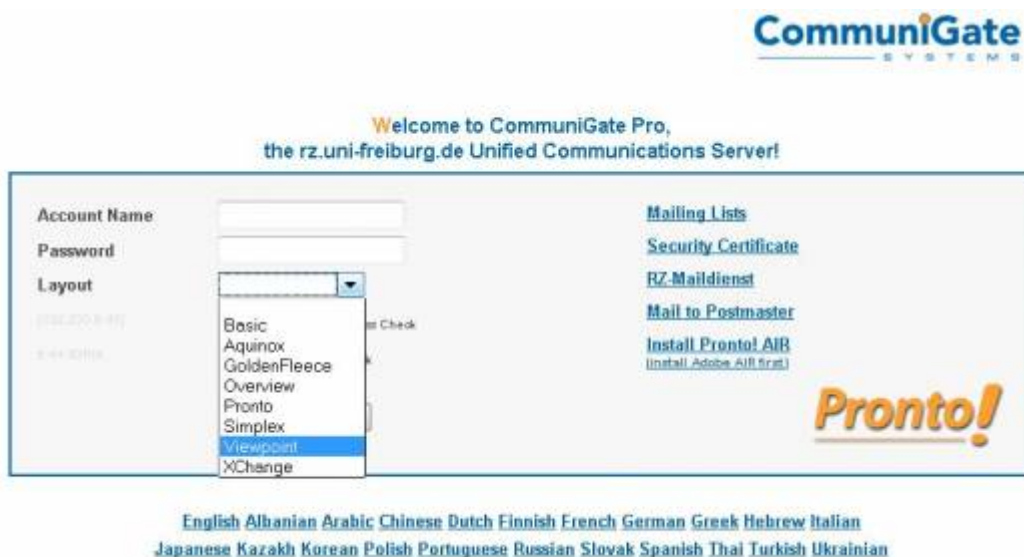 CommuniGate
SYSTEMS
Welcome to CommuniGate Pro,
the rz.uni-freiburg.de Unified Communications Server!
Account Name
Password
Layout
Basic
Aquinox
GoldenFleece
Overview
Pronto
Simplex
Viewpoint
XChange
Check
Mailing Lists
Security Certificate
RZ-Maildienst
Mail to Postmaster
Install Pronto! AIR
(install Adobe AIR first)
Pronto!
English Albanian Arabic Chinese Dutch Finnish French German Greek Hebrew Italian
Japanese Kazakh Korean Polish Portuguese Russian Slovak Spanish Thai Turkish Ukrainian